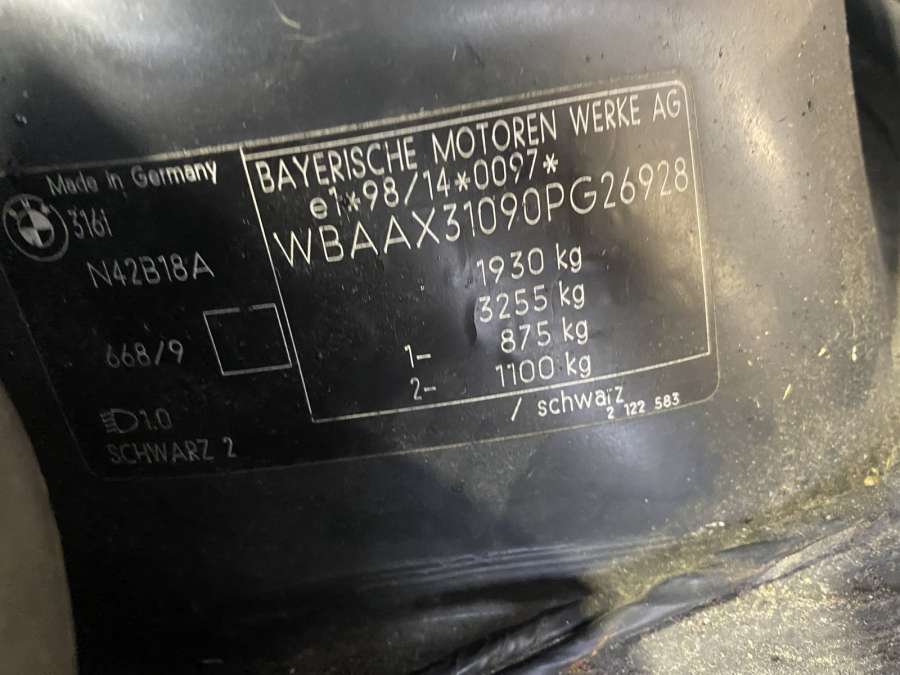 Made in Germany
316i
N42B18A
668/9
1.0
SCHWARZ 2
BAYERISCHE MOTOREN WERKE AG
e1*98/14*0097*
WBAAX31090PG26928
1930 kg
3255 kg
1- 875 kg
2- 1100 kg
/ schwarz
2 122 583